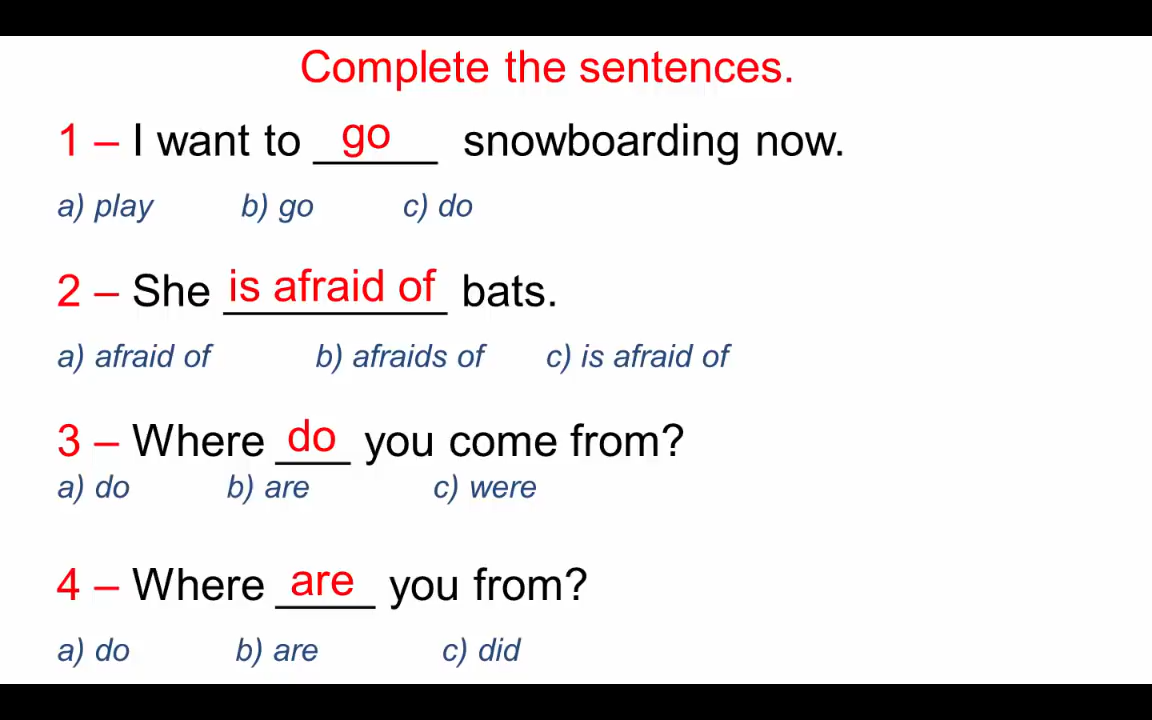 Complete the sentences.
1 – I want to go snowboarding now.
a) play b) go c) do
2 – She is afraid of bats.
a) afraid of b) afraids of c) is afraid of
3 – Where do you come from?
a) do b) are c) were
4 – Where are you from?
a) do b) are c) did